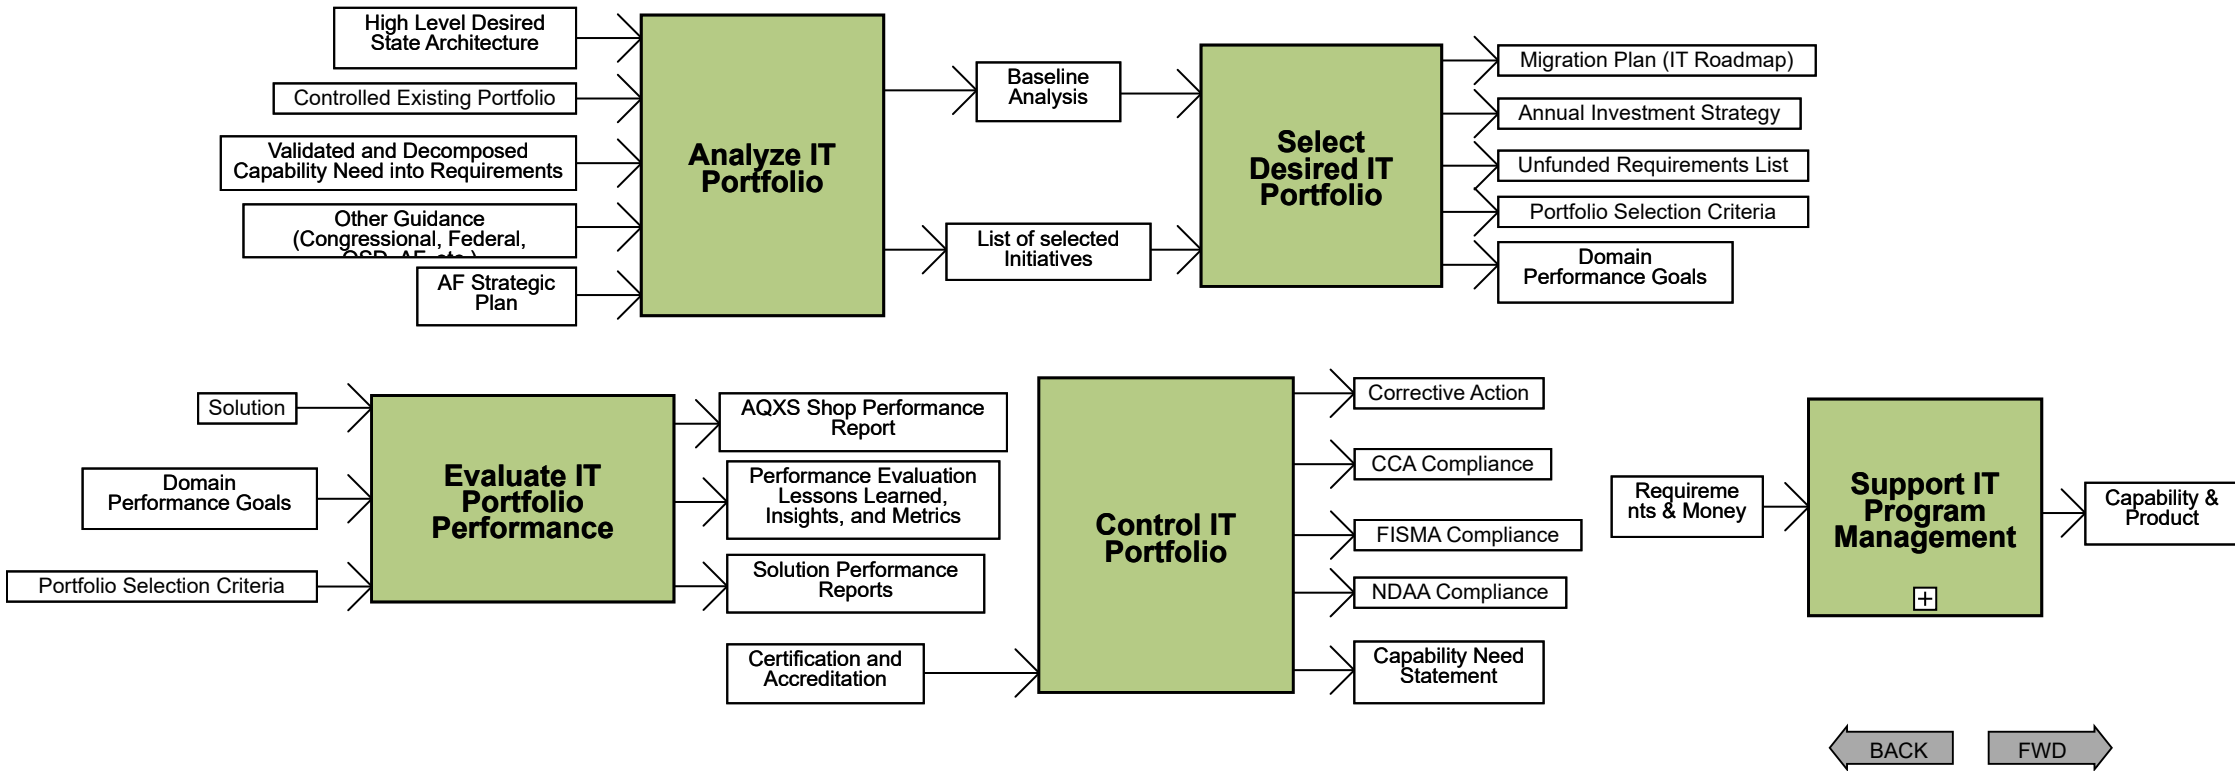 High Level Desired
State Architecture
Controlled Existing Portfolio
Validated and Decomposed
Capability Need into Requirements
Other Guidance
(Congressional, Federal,
AF Strategic
Plan
Analyze IT
Portfolio
Baseline
Analysis
List of selected
Initiatives
Select
Desired IT
Portfolio
Migration Plan (IT Roadmap)
Annual Investment Strategy
Unfunded Requirements List
Portfolio Selection Criteria
Domain
Performance Goals
Solution
Domain
Performance Goals
Portfolio Selection Criteria
Evaluate IT
Portfolio
Performance
AQXS Shop Performance
Report
Performance Evaluation
Lessons Learned,
Insights, and Metrics
Solution Performance
Reports
Certification and
Accreditation
Control IT
Portfolio
Corrective Action
CCA Compliance
FISMA Compliance
NDAA Compliance
Capability Need
Statement
Requireme
nts & Money
Support IT
Program
Management
Capability &
Product
BACK
FWD